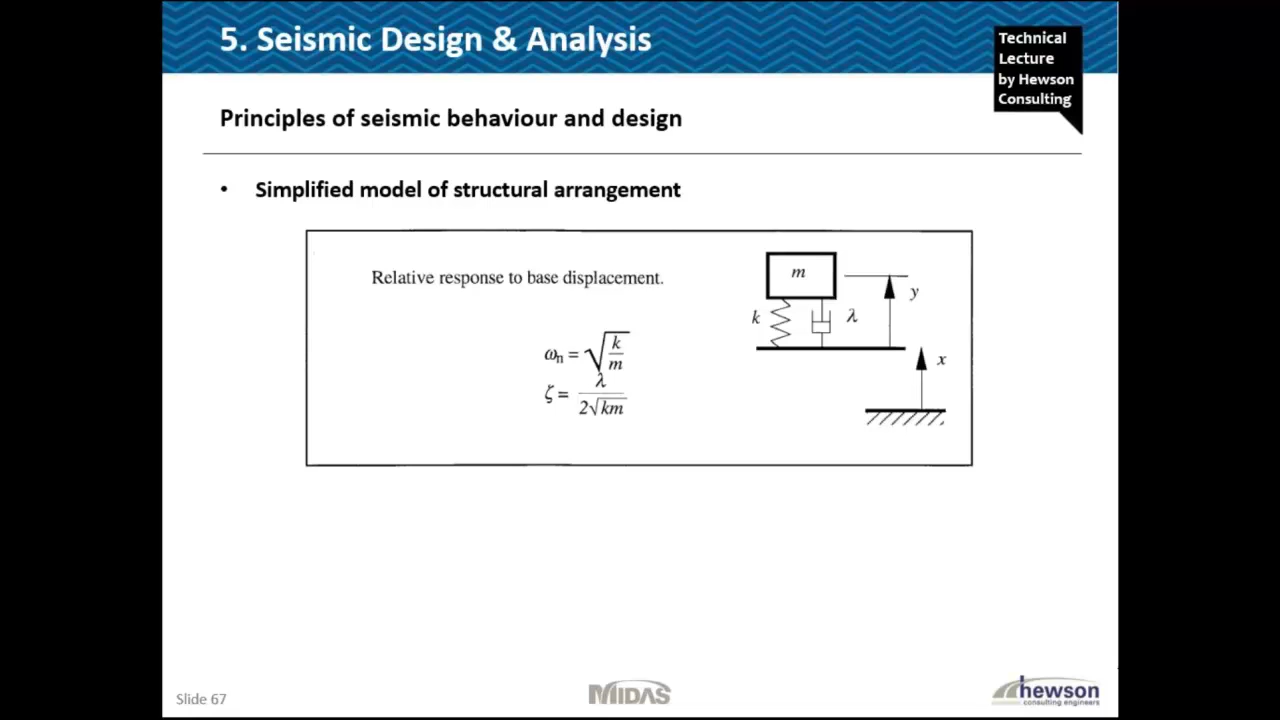 5. Seismic Design & Analysis
Technical
Lecture
by Hewson
Consulting
Principles of seismic behaviour and design
• Simplified model of structural arrangement
Relative response to base displacement.
ωn = √(k/m)
ζ = λ/(2√km)
m
k
λ
y
x
Slide 67
MIDAS
hewson
consulting engineers